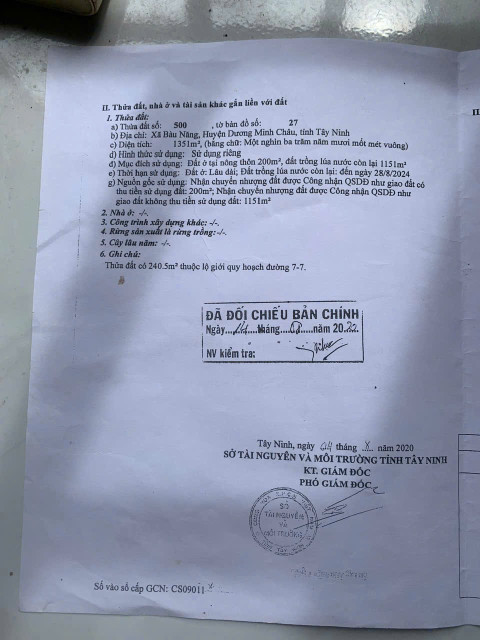 II. Thửa đất, nhà ở và tài sản khác gắn liền với đất
1. Thửa đất:
a) Thửa đất số: 500 , tờ bản đồ số: 27
b) Địa chỉ: Xã Bàu Năng, Huyện Dương Minh Châu, tỉnh Tây Ninh
c) Diện tích: 1351m², (bằng chữ: Một nghìn ba trăm năm mươi mốt mét vuông)
d) Hình thức sử dụng: Sử dụng riêng
đ) Mục đích sử dụng: Đất ở tại nông thôn 200m², đất trồng lúa nước còn lại 1151m²
e) Thời hạn sử dụng: Đất ở: Lâu dài; Đất trồng lúa nước còn lại: đến ngày 28/8/2024
g) Nguồn gốc sử dụng: Nhận chuyển nhượng đất được Công nhận QSDĐ như giao đất có
thu tiền sử dụng đất: 200m²; Nhận chuyển nhượng đất được Công nhận QSDĐ như
giao đất không thu tiền sử dụng đất: 1151m²
2. Nhà ở: -/-.
3. Công trình xây dựng khác: -/-.
4. Rừng sản xuất là rừng trồng: -/-.
5. Cây lâu năm: -/-.
6. Ghi chú:
Thửa đất có 240.5m² thuộc lộ giới quy hoạch đường 7-7.
ĐÃ ĐỐI CHIẾU BẢN CHÍNH
Ngày....tháng....năm 2022
NV kiểm tra:
Tây Ninh, ngày 04 tháng năm 2020
SỞ TÀI NGUYÊN VÀ MÔI TRƯỜNG TỈNH TÂY NINH
KT. GIÁM ĐỐC
PHÓ GIÁM ĐỐC
SỞ
TÀI NGUYÊN
VÀ
MÔI TRƯỜNG
Số vào sổ cấp GCN: CS09011